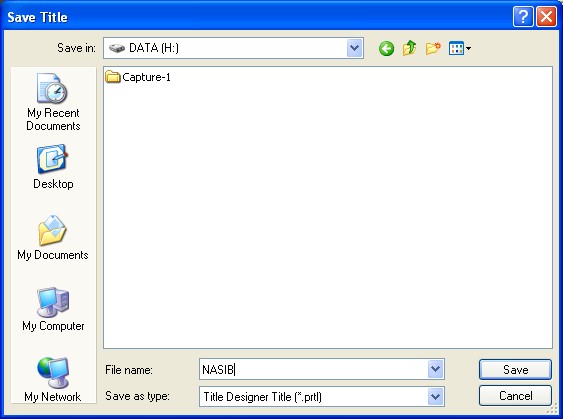 Save Title
Save in:
DATA (H:)
Capture-1
My Recent
Documents
Desktop
My Documents
My Computer
My Network
File name:
NASIB
Save
Save as type:
Title Designer Title (*.prtl)
Cancel